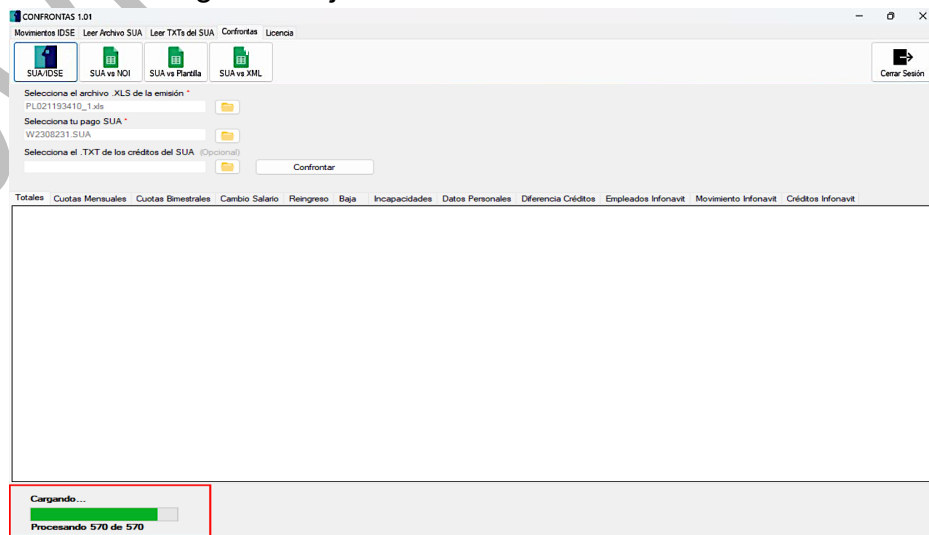 CONFRONTAS 1.01
Movimientos IDSE Leer Archivo SUA Leer TXTs del SUA Confrontas Licencia
SUA/IDSE SUA vs NOI SUA vs Plantilla SUA vs XML Cerrar Sesión
Selecciona el archivo .XLS de la emisión *
PL021193410_1.xls
Selecciona tu pago SUA *
W2308231.SUA
Selecciona el .TXT de los créditos del SUA (Opcional)
Confrontar
Totales Cuotas Mensuales Cuotas Bimestrales Cambio Salario Reingreso Baja Incapacidades Datos Personales Diferencia Créditos Empleados Infonavit Movimiento Infonavit Créditos Infonavit
Cargando...
Procesando 570 de 570